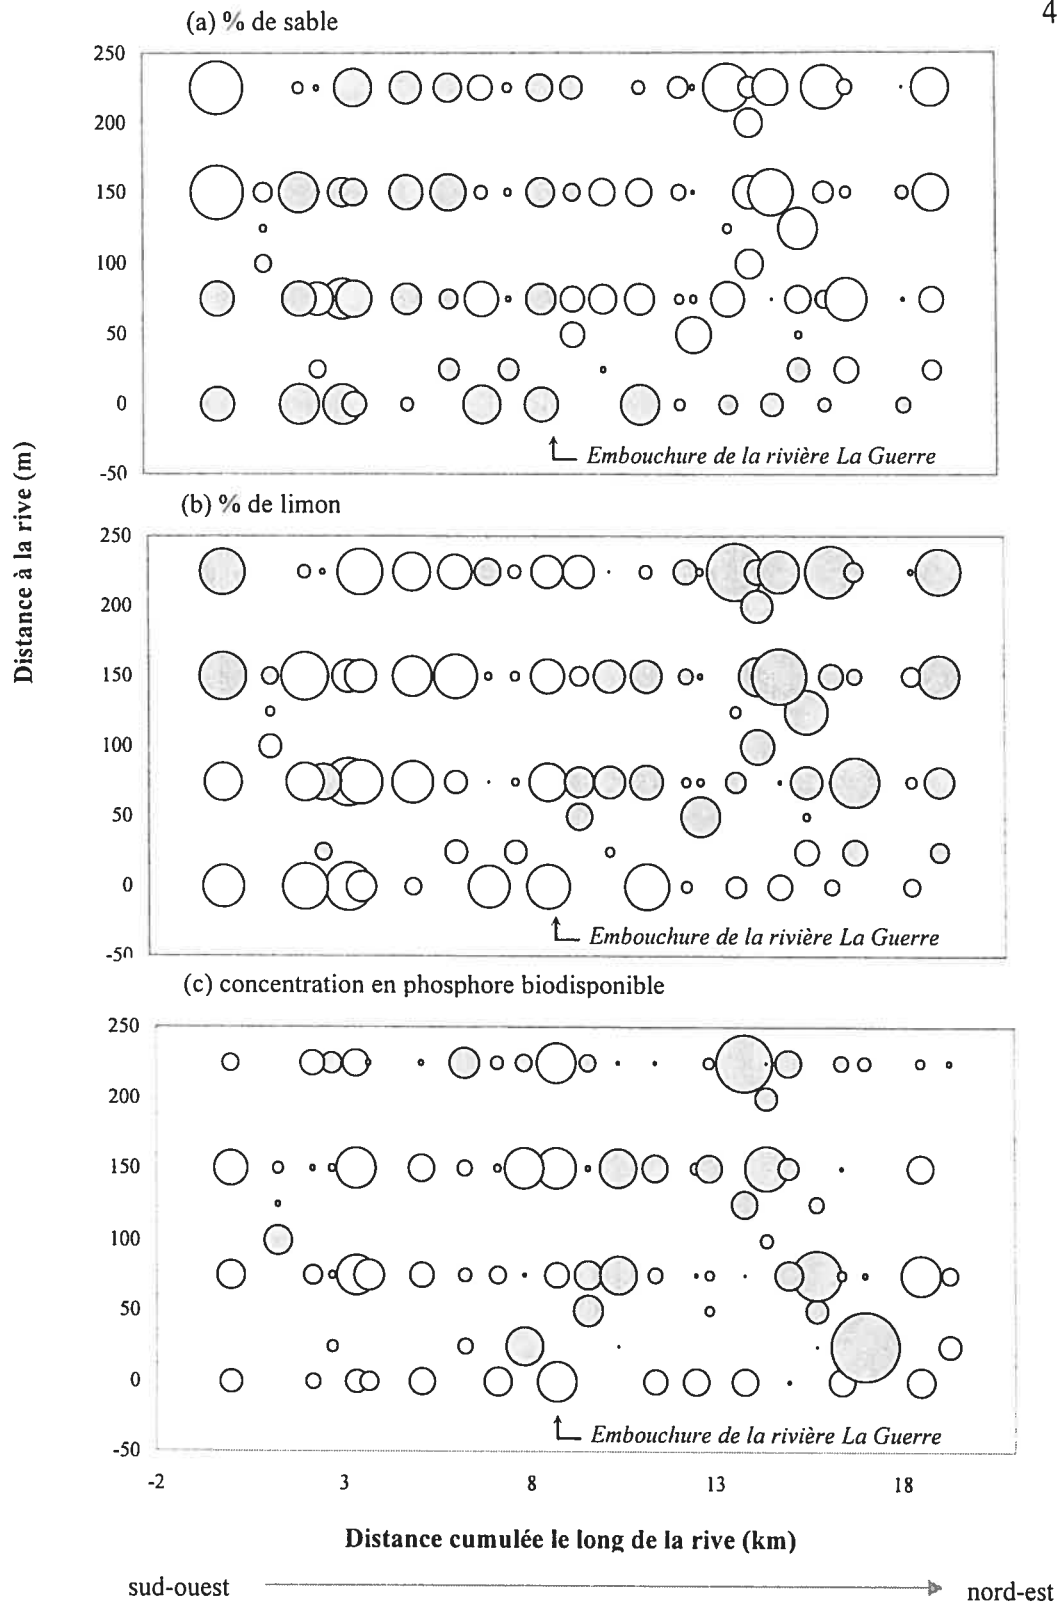 4
(a) % de sable
250
200
150
100
50
0
-50
Embouchure de la rivière La Guerre
Distance à la rive (m)
(b) % de limon
250
200
150
100
50
0
-50
Embouchure de la rivière La Guerre
(c) concentration en phosphore biodisponible
250
200
150
100
50
0
-50
Embouchure de la rivière La Guerre
-2 3 8 13 18
Distance cumulée le long de la rive (km)
sud-ouest nord-est